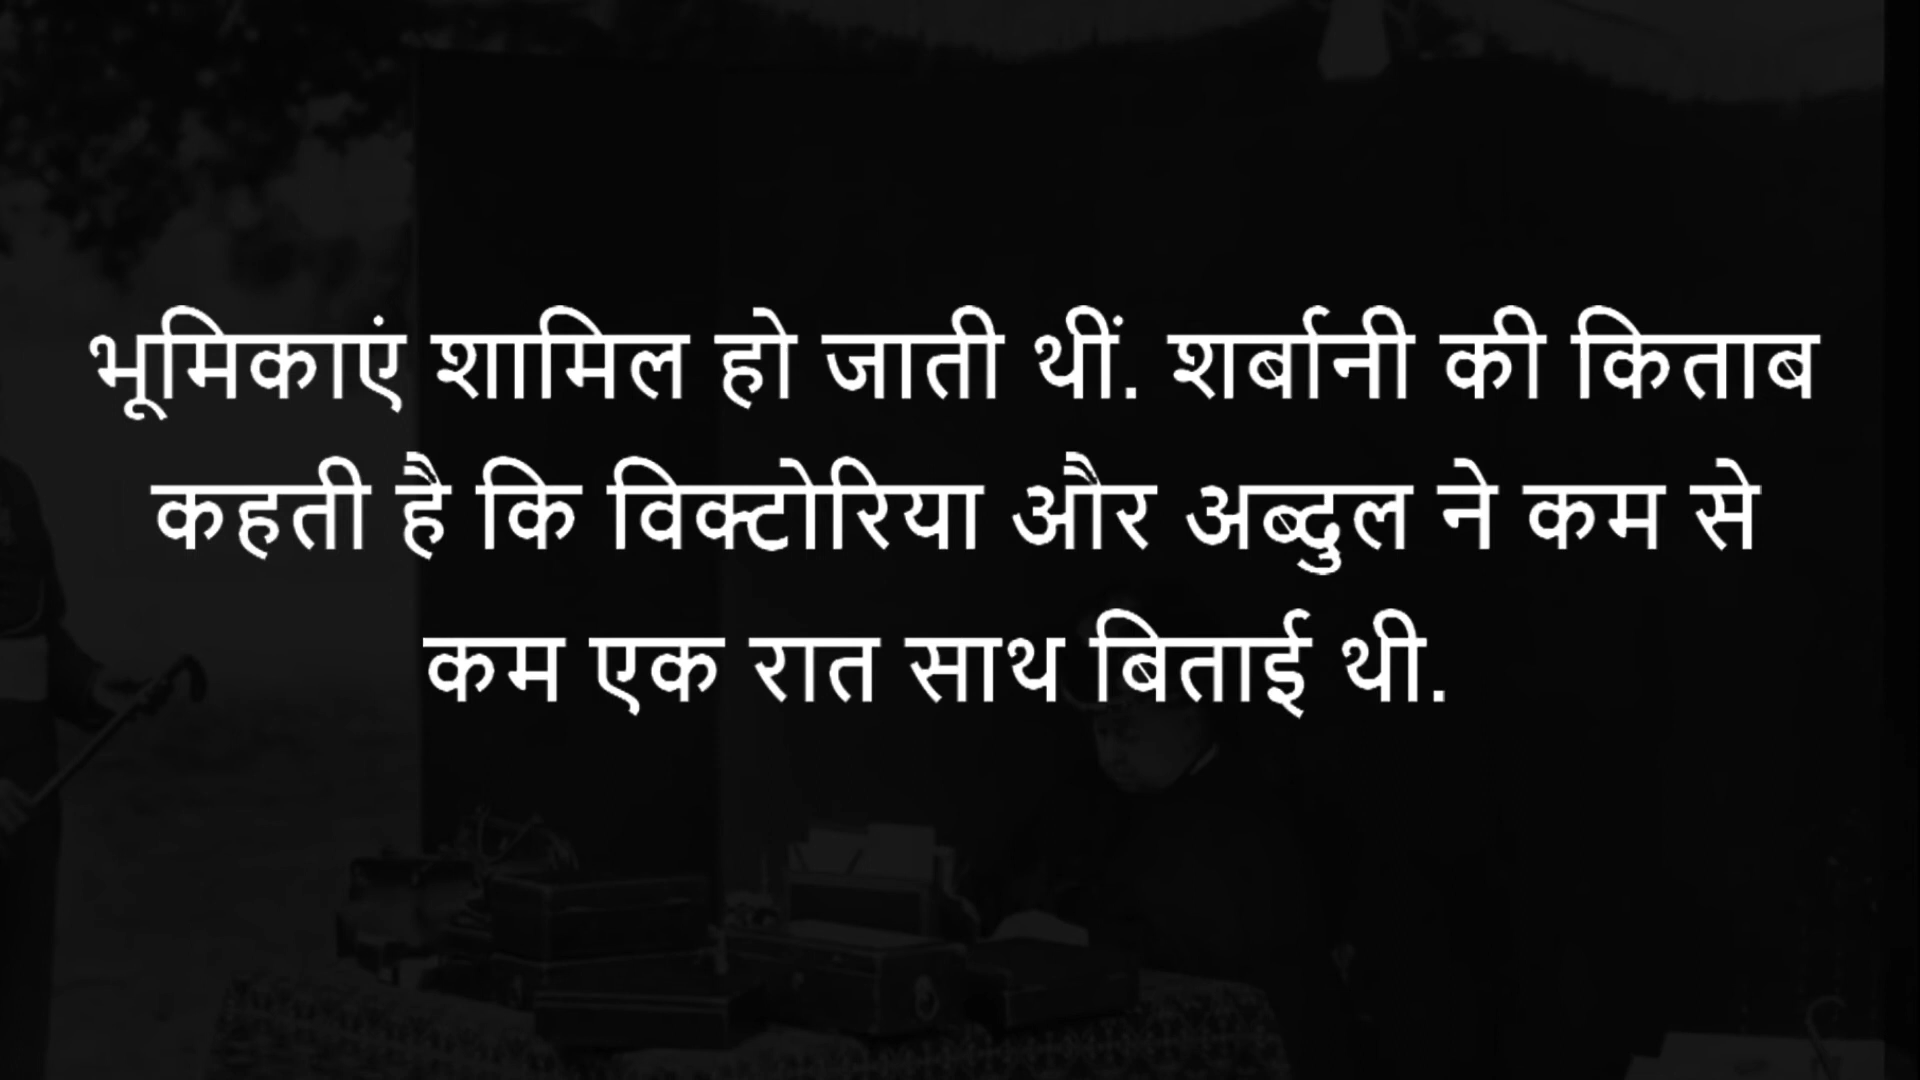 भूमिकाएं शामिल हो जाती थीं. शर्बानी की किताब
कहती है कि विक्टोरिया और अब्दुल ने कम से
कम एक रात साथ बिताई थी.